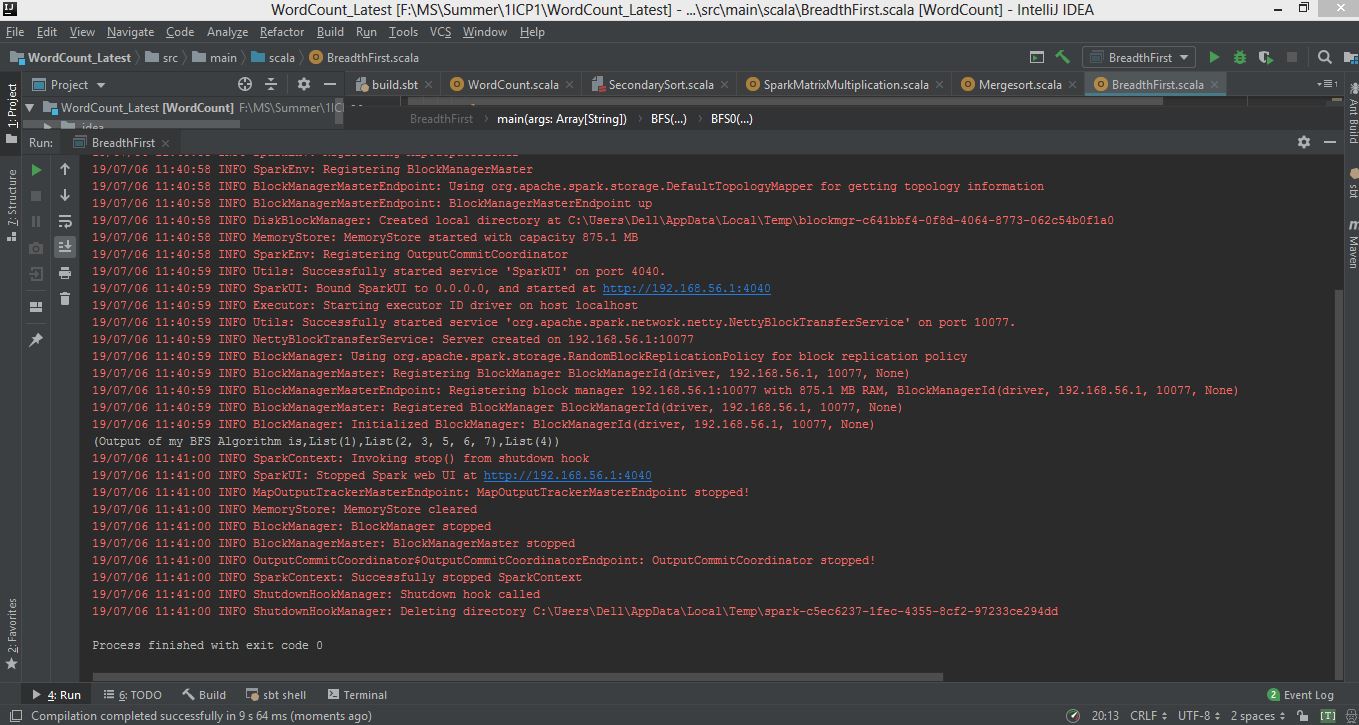 WordCount_Latest [F:\MS\Summer\1ICP1\WordCount_Latest] - ...\src\main\scala\BreadthFirst.scala [WordCount] - IntelliJ IDEA
File Edit View Navigate Code Analyze Refactor Build Run Tools VCS Window Help
WordCount_Latest src main scala BreadthFirst.scala BreadthFirst
Project build.sbt WordCount.scala SecondarySort.scala SparkMatrixMultiplication.scala Mergesort.scala BreadthFirst.scala
1: Project
WordCount_Latest [WordCount] F:\MS\Summer\1IC
.idea
BreadthFirst main(args: Array[String]) BFS(...) BFS0(...)
Ant Build
Run: BreadthFirst
7: Structure
sbt
Maven
19/07/06 11:40:58 INFO SparkEnv: Registering BlockManagerMaster
19/07/06 11:40:58 INFO BlockManagerMasterEndpoint: Using org.apache.spark.storage.DefaultTopologyMapper for getting topology information
19/07/06 11:40:58 INFO BlockManagerMasterEndpoint: BlockManagerMasterEndpoint up
19/07/06 11:40:58 INFO DiskBlockManager: Created local directory at C:\Users\Dell\AppData\Local\Temp\blockmgr-c641bbf4-0f8d-4064-8773-062c54b0f1a0
19/07/06 11:40:58 INFO MemoryStore: MemoryStore started with capacity 875.1 MB
19/07/06 11:40:58 INFO SparkEnv: Registering OutputCommitCoordinator
19/07/06 11:40:59 INFO Utils: Successfully started service 'SparkUI' on port 4040.
19/07/06 11:40:59 INFO SparkUI: Bound SparkUI to 0.0.0.0, and started at http://192.168.56.1:4040
19/07/06 11:40:59 INFO Executor: Starting executor ID driver on host localhost
19/07/06 11:40:59 INFO Utils: Successfully started service 'org.apache.spark.network.netty.NettyBlockTransferService' on port 10077.
19/07/06 11:40:59 INFO NettyBlockTransferService: Server created on 192.168.56.1:10077
19/07/06 11:40:59 INFO BlockManager: Using org.apache.spark.storage.RandomBlockReplicationPolicy for block replication policy
19/07/06 11:40:59 INFO BlockManagerMaster: Registering BlockManager BlockManagerId(driver, 192.168.56.1, 10077, None)
19/07/06 11:40:59 INFO BlockManagerMasterEndpoint: Registering block manager 192.168.56.1:10077 with 875.1 MB RAM, BlockManagerId(driver, 192.168.56.1, 10077, None)
19/07/06 11:40:59 INFO BlockManagerMaster: Registered BlockManager BlockManagerId(driver, 192.168.56.1, 10077, None)
19/07/06 11:40:59 INFO BlockManager: Initialized BlockManager: BlockManagerId(driver, 192.168.56.1, 10077, None)
(Output of my BFS Algorithm is,List(1),List(2, 3, 5, 6, 7),List(4))
19/07/06 11:41:00 INFO SparkContext: Invoking stop() from shutdown hook
19/07/06 11:41:00 INFO SparkUI: Stopped Spark web UI at http://192.168.56.1:4040
19/07/06 11:41:00 INFO MapOutputTrackerMasterEndpoint: MapOutputTrackerMasterEndpoint stopped!
19/07/06 11:41:00 INFO MemoryStore: MemoryStore cleared
19/07/06 11:41:00 INFO BlockManager: BlockManager stopped
19/07/06 11:41:00 INFO BlockManagerMaster: BlockManagerMaster stopped
19/07/06 11:41:00 INFO OutputCommitCoordinator$OutputCommitCoordinatorEndpoint: OutputCommitCoordinator stopped!
19/07/06 11:41:00 INFO SparkContext: Successfully stopped SparkContext
19/07/06 11:41:00 INFO ShutdownHookManager: Shutdown hook called
19/07/06 11:41:00 INFO ShutdownHookManager: Deleting directory C:\Users\Dell\AppData\Local\Temp\spark-c5ec6237-1fec-4355-8cf2-97233ce294dd
Process finished with exit code 0
2: Favorites
4: Run 6: TODO Build sbt shell Terminal 2 Event Log
Compilation completed successfully in 9 s 64 ms (moments ago) 20:13 CRLF UTF-8 2 spaces [T]